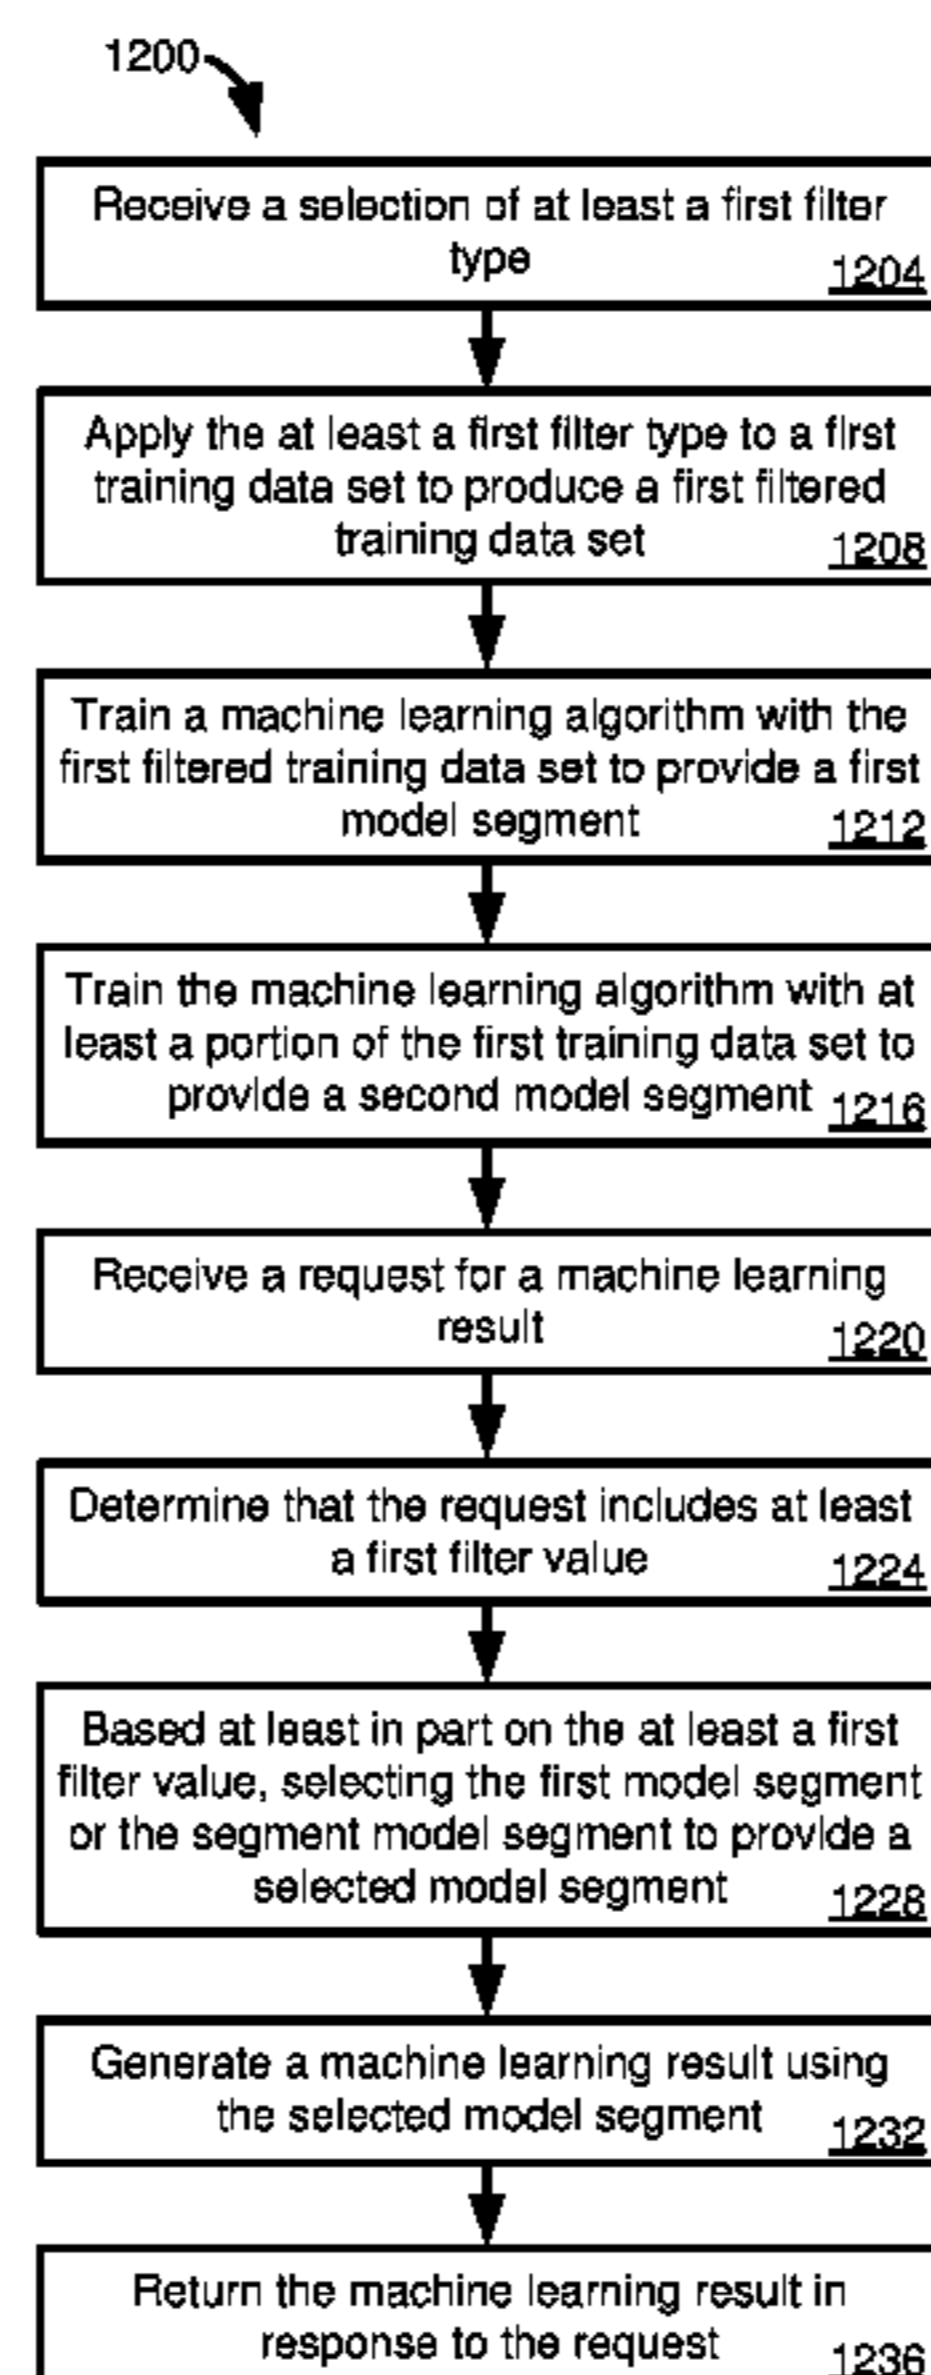 1200
Receive a selection of at least a first filter
type
1204
Apply the at least a first filter type to a first
training data set to produce a first filtered
training data set
1208
Train a machine learning algorithm with the
first filtered training data set to provide a first
model segment
1212
Train the machine learning algorithm with at
least a portion of the first training data set to
provide a second model segment
1216
Receive a request for a machine learning
result
1220
Determine that the request includes at least
a first filter value
1224
Based at least in part on the at least a first
filter value, selecting the first model segment
or the segment model segment to provide a
selected model segment
1228
Generate a machine learning result using
the selected model segment
1232
Return the machine learning result in
response to the request
1236